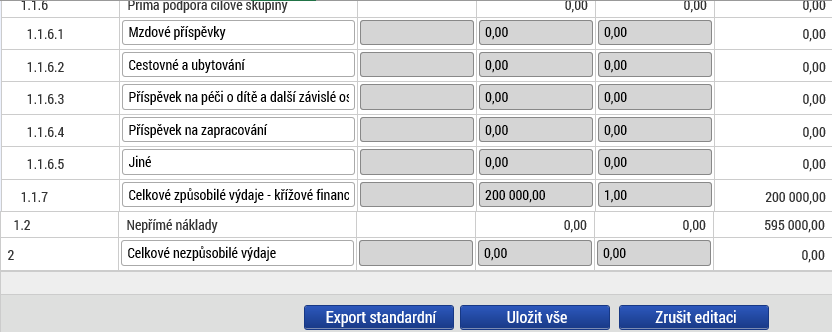 1.1.6 Přímá podpora cílové skupiny 0,00 0,00 0,00
1.1.6.1 Mzdové příspěvky 0,00 0,00 0,00
1.1.6.2 Cestovné a ubytování 0,00 0,00 0,00
1.1.6.3 Příspěvek na péči o dítě a další závislé os 0,00 0,00 0,00
1.1.6.4 Příspěvek na zapracování 0,00 0,00 0,00
1.1.6.5 Jiné 0,00 0,00 0,00
1.1.7 Celkové způsobilé výdaje - křížové financ 200 000,00 1,00 200 000,00
1.2 Nepřímé náklady 0,00 0,00 595 000,00
2 Celkové nezpůsobilé výdaje 0,00 0,00 0,00
Export standardní Uložit vše Zrušit editaci